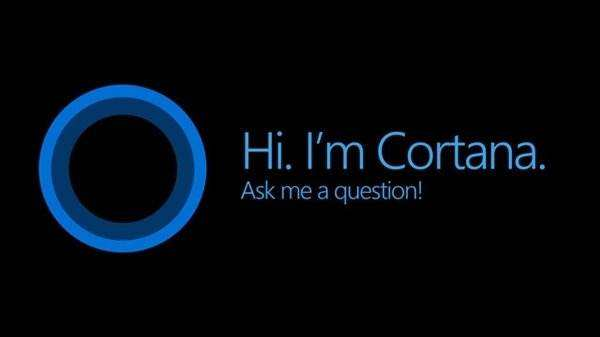 Hi. I’m Cortana.
Ask me a question!